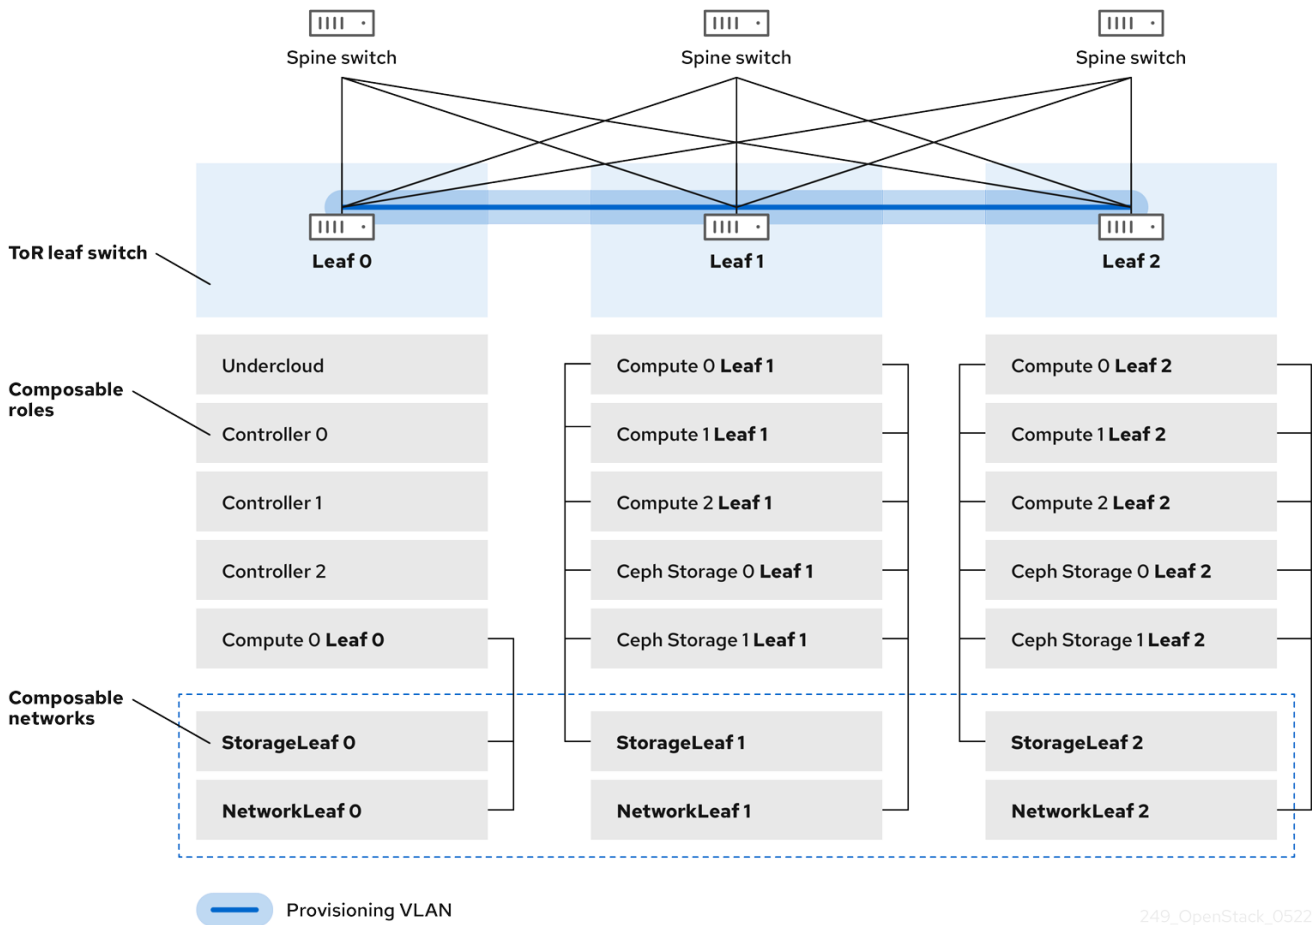 Spine switch
Spine switch
Spine switch
ToR leaf switch
Leaf 0
Leaf 1
Leaf 2
Composable
roles
Undercloud
Controller 0
Controller 1
Controller 2
Compute 0 Leaf 0
Compute 0 Leaf 1
Compute 1 Leaf 1
Compute 2 Leaf 1
Ceph Storage 0 Leaf 1
Ceph Storage 1 Leaf 1
Compute 0 Leaf 2
Compute 1 Leaf 2
Compute 2 Leaf 2
Ceph Storage 0 Leaf 2
Ceph Storage 1 Leaf 2
Composable
networks
StorageLeaf 0
NetworkLeaf 0
StorageLeaf 1
NetworkLeaf 1
StorageLeaf 2
NetworkLeaf 2
Provisioning VLAN
249_OpenStack_0522